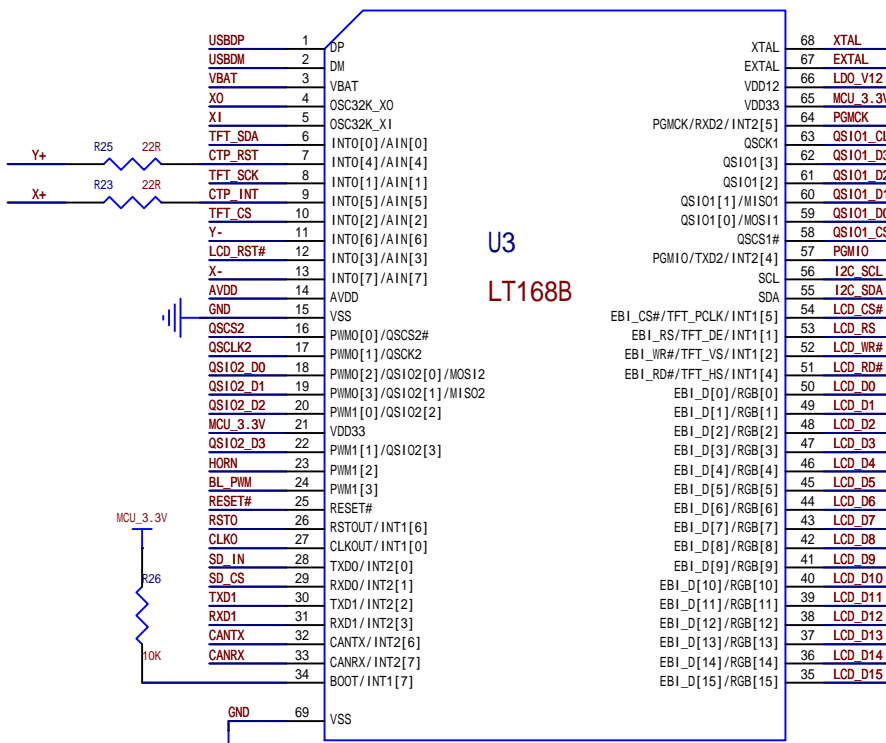 USBDP 1 DP
USBDM 2 DM
VBAT 3 VBAT
XO 4 OSC32K_XO
XI 5 OSC32K_XI
TFT_SDA 6 INT0[0]/AIN[0]
Y+ R25 22R CTP_RST 7 INT0[4]/AIN[4]
TFT_SCK 8 INT0[1]/AIN[1]
X+ R23 22R CTP_INT 9 INT0[5]/AIN[5]
TFT_CS 10 INT0[2]/AIN[2]
Y- 11 INT0[6]/AIN[6]
LCD_RST# 12 INT0[3]/AIN[3]
X- 13 INT0[7]/AIN[7]
AVDD 14 AVDD
GND 15 VSS
QSCS2 16 PWM0[0]/QSCS2#
QSCLK2 17 PWM0[1]/QSCK2
QSIO2_D0 18 PWM0[2]/QSIO2[0]/MOSI2
QSIO2_D1 19 PWM0[3]/QSIO2[1]/MISO2
QSIO2_D2 20 PWM1[0]/QSIO2[2]
MCU_3.3V 21 VDD33
QSIO2_D3 22 PWM1[1]/QSIO2[3]
HORN 23 PWM1[2]
BL_PWM 24 PWM1[3]
RESET# 25 RESET#
MCU_3.3V
RSTO 26 RSTOUT/INT1[6]
CLKO 27 CLKOUT/INT1[0]
SD_IN 28 TXD0/INT2[0]
R26
SD_CS 29 RXD0/INT2[1]
TXD1 30 TXD1/INT2[2]
RXD1 31 RXD1/INT2[3]
CANTX 32 CANTX/INT2[6]
10K
CANRX 33 CANRX/INT2[7]
34 BOOT/INT1[7]
GND 69 VSS
U3
LT168B
XTAL 68 XTAL
EXTAL 67 EXTAL
VDD12 66 LDO_V12
VDD33 65 MCU_3.3V
PGMCK/RXD2/INT2[5] 64 PGMCK
QSCK1 63 QSIO1_CL
QSIO1[3] 62 QSIO1_D3
QSIO1[2] 61 QSIO1_D2
QSIO1[1]/MISO1 60 QSIO1_D1
QSIO1[0]/MOSI1 59 QSIO1_D0
QSCS1# 58 QSIO1_CS
PGMIO/TXD2/INT2[4] 57 PGMIO
SCL 56 I2C_SCL
SDA 55 I2C_SDA
EBI_CS#/TFT_PCLK/INT1[5] 54 LCD_CS#
EBI_RS/TFT_DE/INT1[1] 53 LCD_RS
EBI_WR#/TFT_VS/INT1[2] 52 LCD_WR#
EBI_RD#/TFT_HS/INT1[4] 51 LCD_RD#
EBI_D[0]/RGB[0] 50 LCD_D0
EBI_D[1]/RGB[1] 49 LCD_D1
EBI_D[2]/RGB[2] 48 LCD_D2
EBI_D[3]/RGB[3] 47 LCD_D3
EBI_D[4]/RGB[4] 46 LCD_D4
EBI_D[5]/RGB[5] 45 LCD_D5
EBI_D[6]/RGB[6] 44 LCD_D6
EBI_D[7]/RGB[7] 43 LCD_D7
EBI_D[8]/RGB[8] 42 LCD_D8
EBI_D[9]/RGB[9] 41 LCD_D9
EBI_D[10]/RGB[10] 40 LCD_D10
EBI_D[11]/RGB[11] 39 LCD_D11
EBI_D[12]/RGB[12] 38 LCD_D12
EBI_D[13]/RGB[13] 37 LCD_D13
EBI_D[14]/RGB[14] 36 LCD_D14
EBI_D[15]/RGB[15] 35 LCD_D15